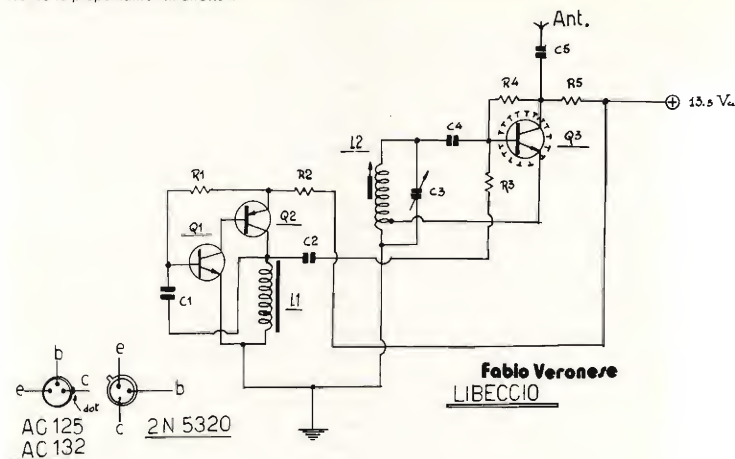 Ant.
C5
R4
R5
13.5 V
C4
Q3
L2
C3
R3
R1
R2
Q1
Q2
C2
C1
L1
b
e
e
c
b
dot
c
AC 125
AC 132
2N 5320
Fabio Veronese
LIBECCIO